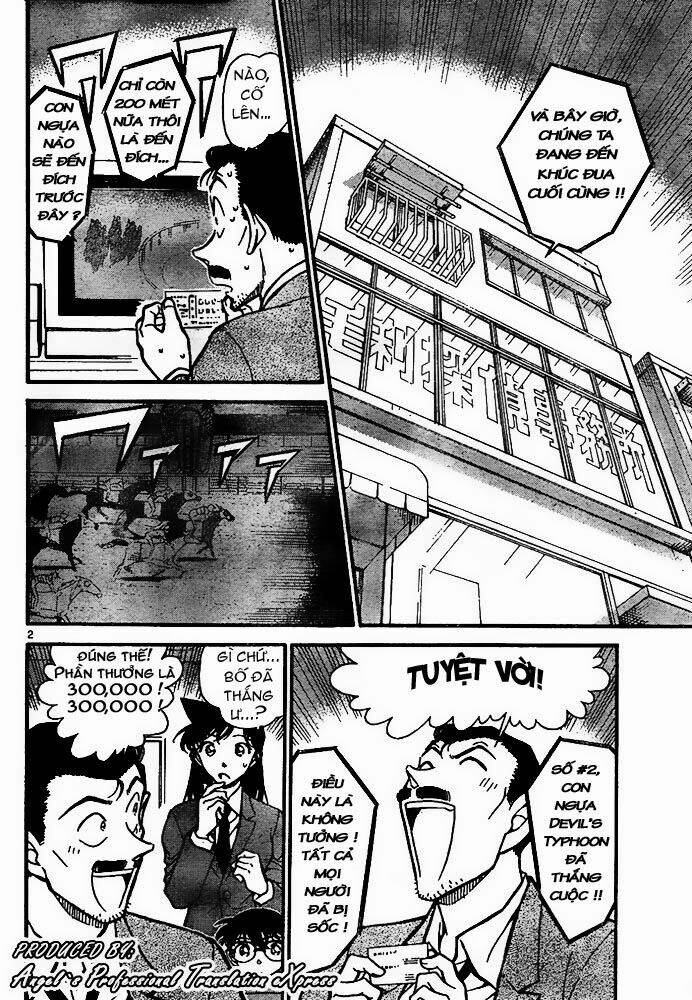 VÀ BÂY GIỜ,
CHÚNG TA
ĐANG ĐẾN
KHÚC ĐUA
CUỐI CÙNG !!
NÀO,
CỐ
LÊN...
CHỈ CÒN
200 MÉT
NỮA THÔI
LÀ ĐẾN
ĐÍCH...
CON
NGỰA
NÀO
SẼ ĐẾN
ĐÍCH
TRƯỚC
ĐÂY ?
毛利探偵事務所
2
TUYỆT VỜI!
SỐ #2,
CON
NGỰA
DEVIL'S
TYPHOON
ĐÃ
THẮNG
CUỘC !!
ĐIỀU
NÀY LÀ
KHÔNG
TƯỞNG !
TẤT CẢ
MỌI
NGƯỜI
ĐÃ BỊ
SỐC !
GÌ CHỨ...
BỐ ĐÃ
THẮNG
Ư...?
ĐÚNG THẾ!
PHẦN THƯỞNG LÀ
300,000 !
300,000 !
PRODUCED BY:
Angel's Professional Translation eXpress